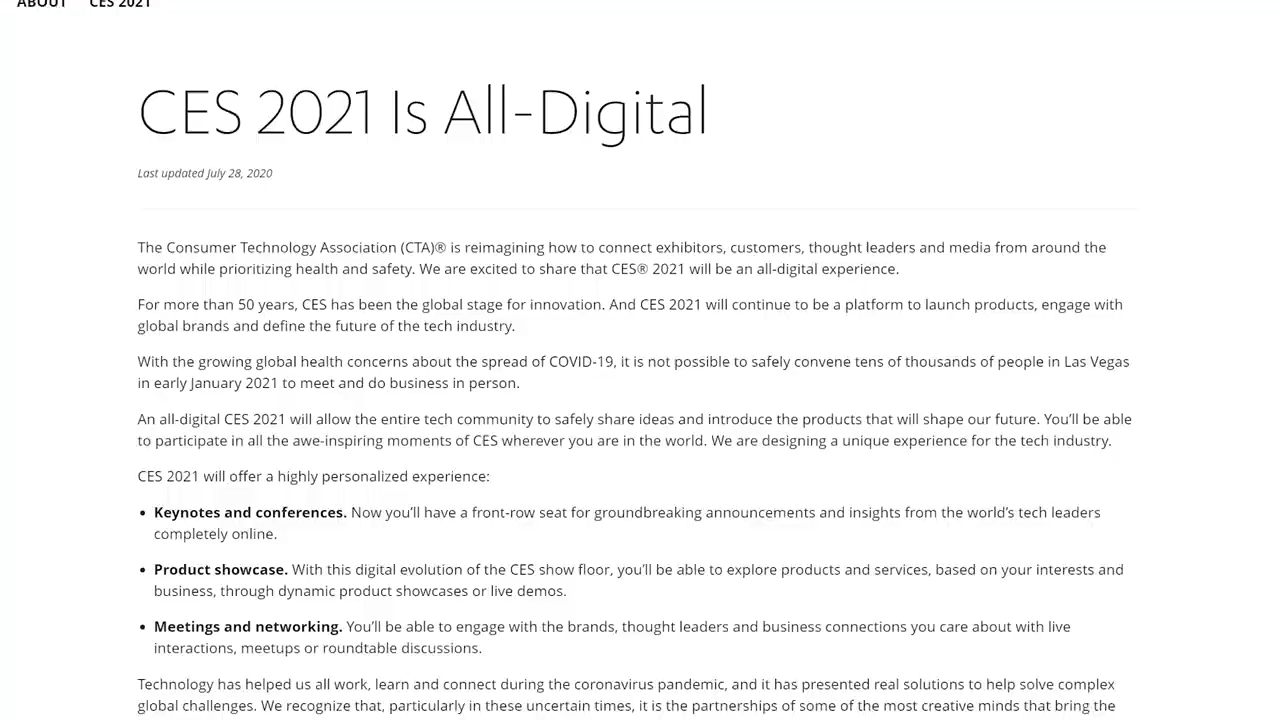 ABOUT CES 2021
CES 2021 Is All-Digital
Last updated July 28, 2020
The Consumer Technology Association (CTA)® is reimagining how to connect exhibitors, customers, thought leaders and media from around the
world while prioritizing health and safety. We are excited to share that CES® 2021 will be an all-digital experience.
For more than 50 years, CES has been the global stage for innovation. And CES 2021 will continue to be a platform to launch products, engage with
global brands and define the future of the tech industry.
With the growing global health concerns about the spread of COVID-19, it is not possible to safely convene tens of thousands of people in Las Vegas
in early January 2021 to meet and do business in person.
An all-digital CES 2021 will allow the entire tech community to safely share ideas and introduce the products that will shape our future. You’ll be able
to participate in all the awe-inspiring moments of CES wherever you are in the world. We are designing a unique experience for the tech industry.
CES 2021 will offer a highly personalized experience:
• Keynotes and conferences. Now you’ll have a front-row seat for groundbreaking announcements and insights from the world’s tech leaders
completely online.
• Product showcase. With this digital evolution of the CES show floor, you’ll be able to explore products and services, based on your interests and
business, through dynamic product showcases or live demos.
• Meetings and networking. You’ll be able to engage with the brands, thought leaders and business connections you care about with live
interactions, meetups or roundtable discussions.
Technology has helped us all work, learn and connect during the coronavirus pandemic, and it has presented real solutions to help solve complex
global challenges. We recognize that, particularly in these uncertain times, it is the partnerships of some of the most creative minds that bring the